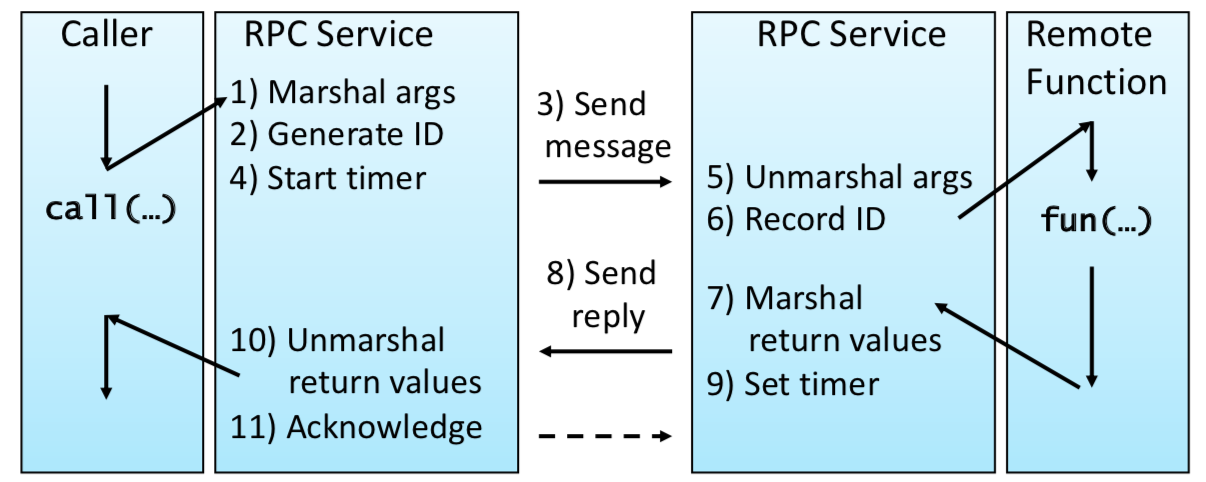 Caller
RPC Service
1) Marshal args
2) Generate ID
4) Start timer
call(…)
10) Unmarshal
return values
11) Acknowledge
3) Send
message
8) Send
reply
RPC Service
5) Unmarshal args
6) Record ID
7) Marshal
return values
9) Set timer
Remote
Function
fun(…)